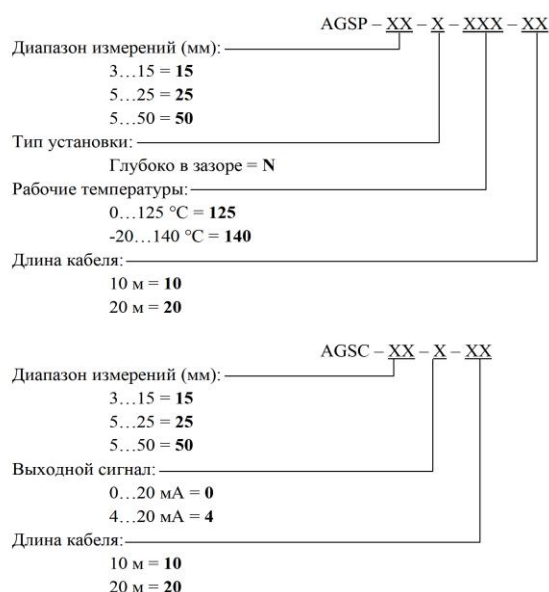 AGSP – XX – X – XXX – XX
Диапазон измерений (мм):
3…15 = 15
5…25 = 25
5…50 = 50
Тип установки:
Глубоко в зазоре = N
Рабочие температуры:
0…125 °C = 125
-20…140 °C = 140
Длина кабеля:
10 м = 10
20 м = 20
AGSC – XX – X – XX
Диапазон измерений (мм):
3…15 = 15
5…25 = 25
5…50 = 50
Выходной сигнал:
0…20 мА = 0
4…20 мА = 4
Длина кабеля:
10 м = 10
20 м = 20